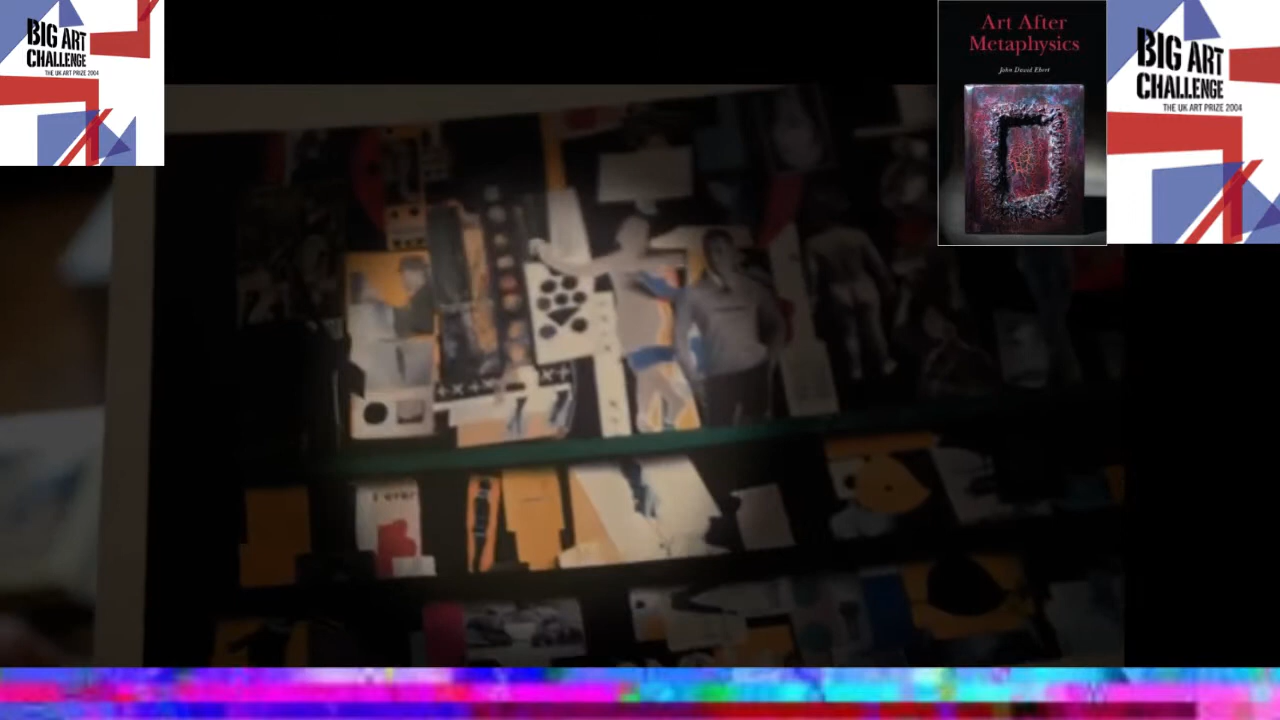 BIG ART
CHALLENGE
THE UK ART PRIZE 2004
Art After
Metaphysics
John David Ebert
BIG ART
CHALLENGE
THE UK ART PRIZE 2004